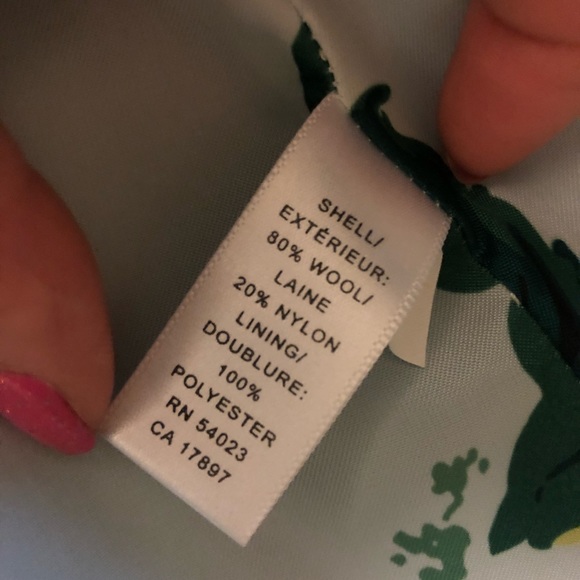 SHELL/
EXTÉRIEUR:
80% WOOL/
LAINE
20% NYLON
LINING/
DOUBLURE:
100%
POLYESTER
RN 54023
CA 17897